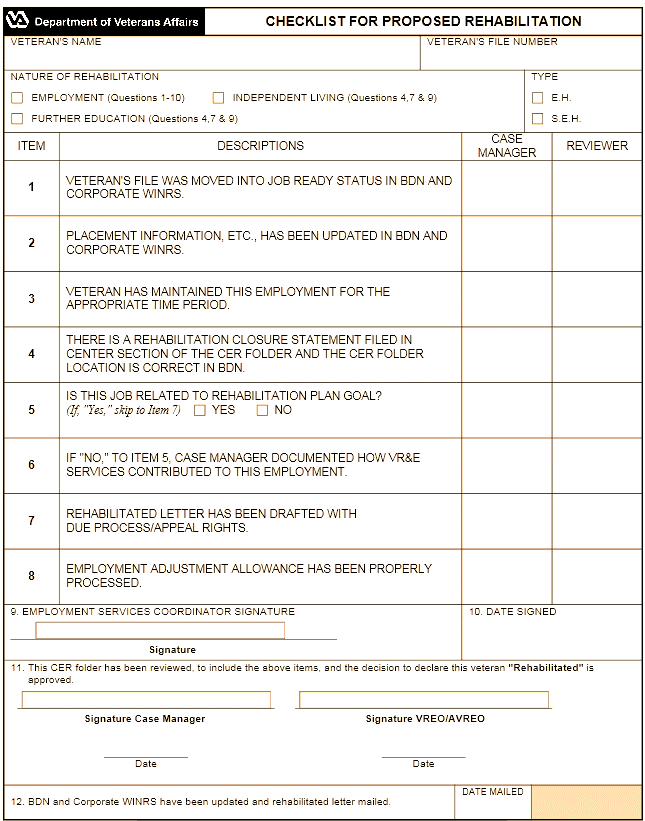 VA Department of Veterans Affairs
CHECKLIST FOR PROPOSED REHABILITATION
VETERAN'S NAME
VETERAN'S FILE NUMBER
NATURE OF REHABILITATION
TYPE
EMPLOYMENT (Questions 1-10)
INDEPENDENT LIVING (Questions 4,7 & 9)
E.H.
FURTHER EDUCATION (Questions 4,7 & 9)
S.E.H.
ITEM
DESCRIPTIONS
CASE
MANAGER
REVIEWER
1
VETERAN'S FILE WAS MOVED INTO JOB READY STATUS IN BDN AND
CORPORATE WINRS.
2
PLACEMENT INFORMATION, ETC., HAS BEEN UPDATED IN BDN AND
CORPORATE WINRS.
3
VETERAN HAS MAINTAINED THIS EMPLOYMENT FOR THE
APPROPRIATE TIME PERIOD.
4
THERE IS A REHABILITATION CLOSURE STATEMENT FILED IN
CENTER SECTION OF THE CER FOLDER AND THE CER FOLDER
LOCATION IS CORRECT IN BDN.
5
IS THIS JOB RELATED TO REHABILITATION PLAN GOAL?
(If, "Yes," skip to Item 7) YES NO
6
IF "NO," TO ITEM 5, CASE MANAGER DOCUMENTED HOW VR&E
SERVICES CONTRIBUTED TO THIS EMPLOYMENT.
7
REHABILITATED LETTER HAS BEEN DRAFTED WITH
DUE PROCESS/APPEAL RIGHTS.
8
EMPLOYMENT ADJUSTMENT ALLOWANCE HAS BEEN PROPERLY
PROCESSED.
9. EMPLOYMENT SERVICES COORDINATOR SIGNATURE
10. DATE SIGNED
Signature
11. This CER folder has been reviewed, to include the above items, and the decision to declare this veteran "Rehabilitated" is
approved.
Signature Case Manager
Signature VREO/AVREO
Date
Date
12. BDN and Corporate WINRS have been updated and rehabilitated letter mailed.
DATE MAILED